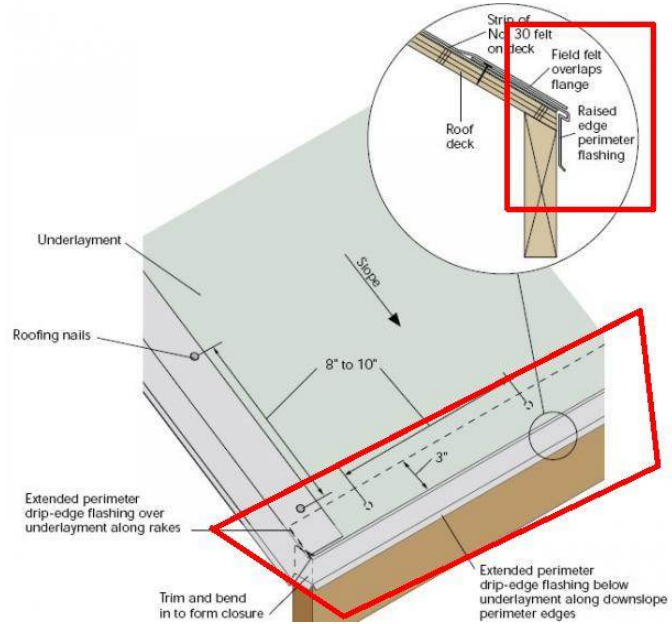 Strip of
No. 30 felt
on deck
Field felt
overlaps
flange
Raised
edge
perimeter
flashing
Roof
deck
Underlayment
Slope
Roofing nails
8" to 10"
3"
Extended perimeter
drip-edge flashing over
underlayment along rakes
Trim and bend
in to form closure
Extended perimeter
drip-edge flashing below
underlayment along downslope
perimeter edges